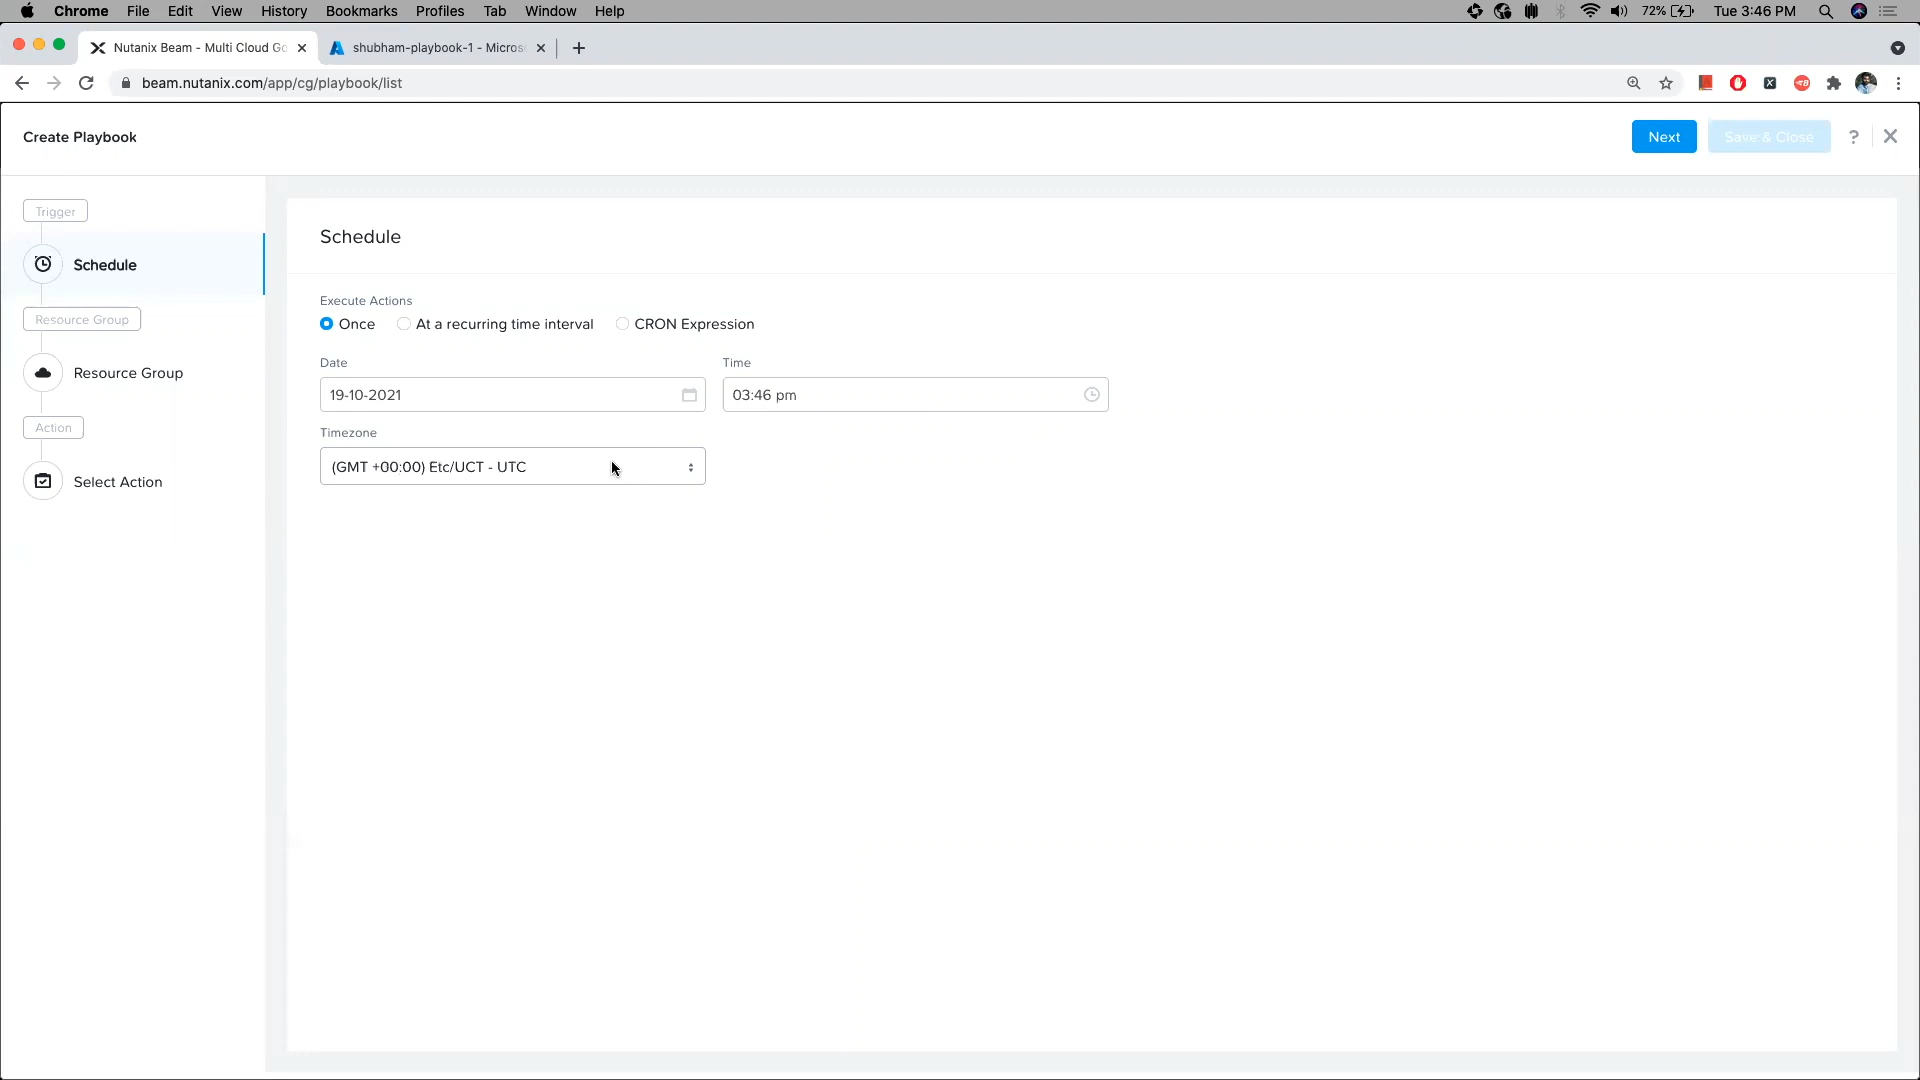 Chrome File Edit View History Bookmarks Profiles Tab Window Help 72% Tue 3:46 PM
Nutanix Beam - Multi Cloud Go shubham-playbook-1 - Micros
beam.nutanix.com/app/cg/playbook/list
Create Playbook Next Save & Close ?
Trigger
Schedule
Schedule
Resource Group
Resource Group
Action
Select Action
Execute Actions
Once At a recurring time interval CRON Expression
Date Time
19-10-2021 03:46 pm
Timezone
(GMT +00:00) Etc/UCT - UTC